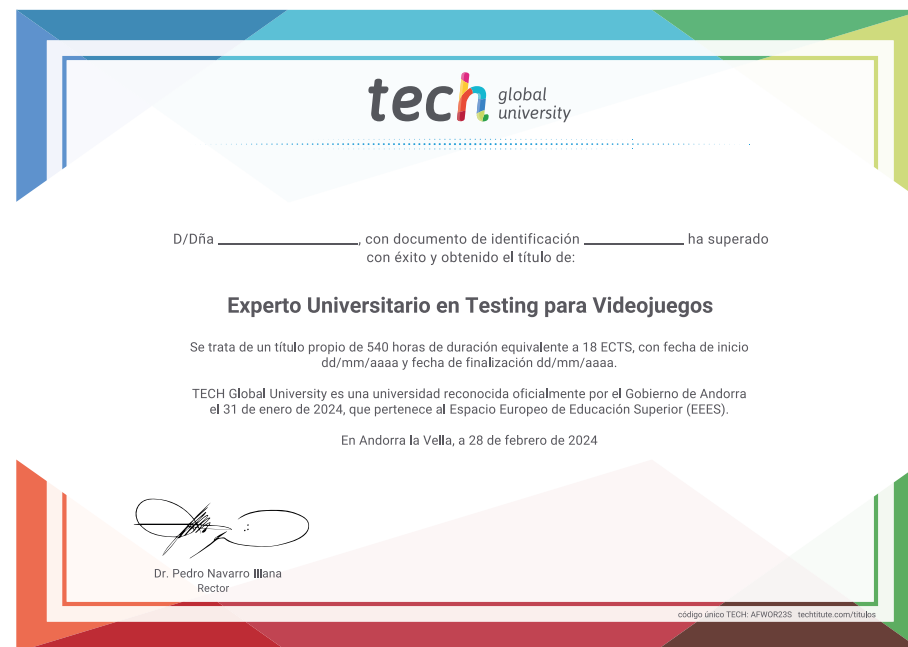 tech global
university
D/Dña ____________________, con documento de identificación ______________ ha superado
con éxito y obtenido el título de:
Experto Universitario en Testing para Videojuegos
Se trata de un título propio de 540 horas de duración equivalente a 18 ECTS, con fecha de inicio
dd/mm/aaaa y fecha de finalización dd/mm/aaaa.
TECH Global University es una universidad reconocida oficialmente por el Gobierno de Andorra
el 31 de enero de 2024, que pertenece al Espacio Europeo de Educación Superior (EEES).
En Andorra la Vella, a 28 de febrero de 2024
Dr. Pedro Navarro Illana
Rector
código único TECH: AFWOR23S techtitute.com/titulos